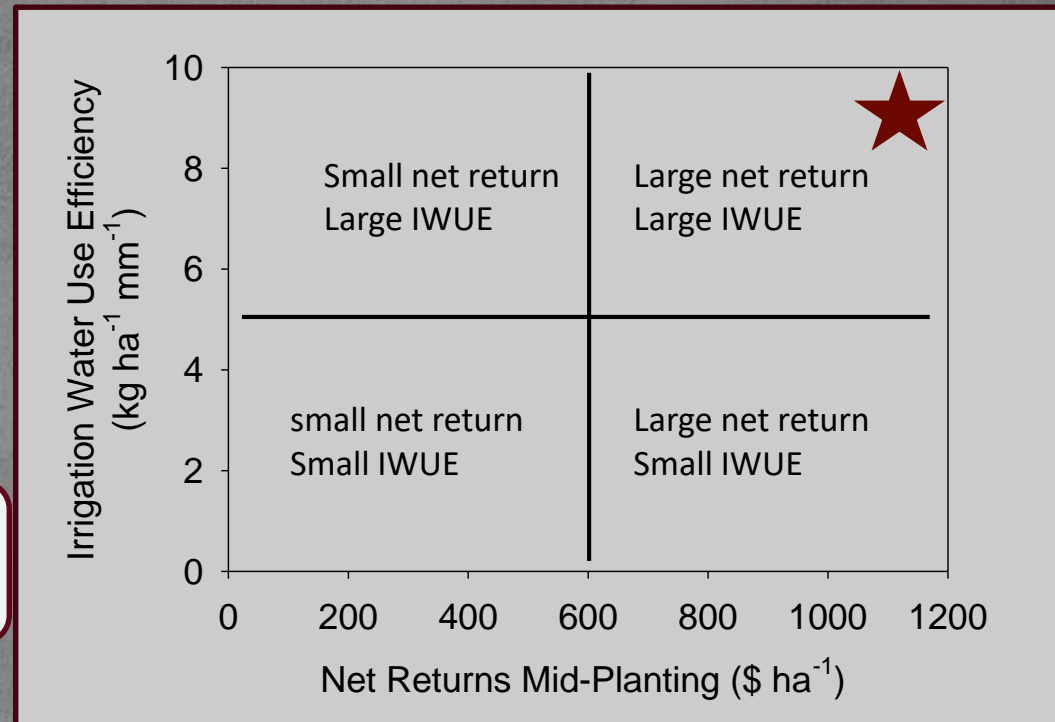 Irrigation Water Use Efficiency
(kg ha⁻¹ mm⁻¹)
10
8
6
4
2
0
Small net return
Large IWUE
Large net return
Large IWUE
small net return
Small IWUE
Large net return
Small IWUE
0 200 400 600 800 1000 1200
Net Returns Mid-Planting ($ ha⁻¹)